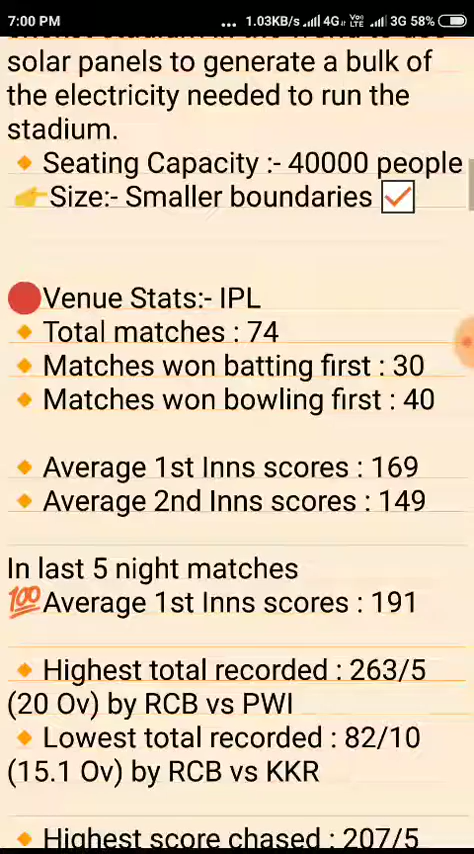 7:00 PM ... 1.03KB/s 4G Vo) LTE 3G 58%
solar panels to generate a bulk of
the electricity needed to run the
stadium.
🔸 Seating Capacity :- 40000 people
👉Size:- Smaller boundaries ✅
🔴Venue Stats:- IPL
🔸 Total matches : 74
🔸 Matches won batting first : 30
🔸 Matches won bowling first : 40
🔸 Average 1st Inns scores : 169
🔸 Average 2nd Inns scores : 149
In last 5 night matches
💯Average 1st Inns scores : 191
🔸 Highest total recorded : 263/5
(20 Ov) by RCB vs PWI
🔸 Lowest total recorded : 82/10
(15.1 Ov) by RCB vs KKR
🔸 Highest score chased : 207/5